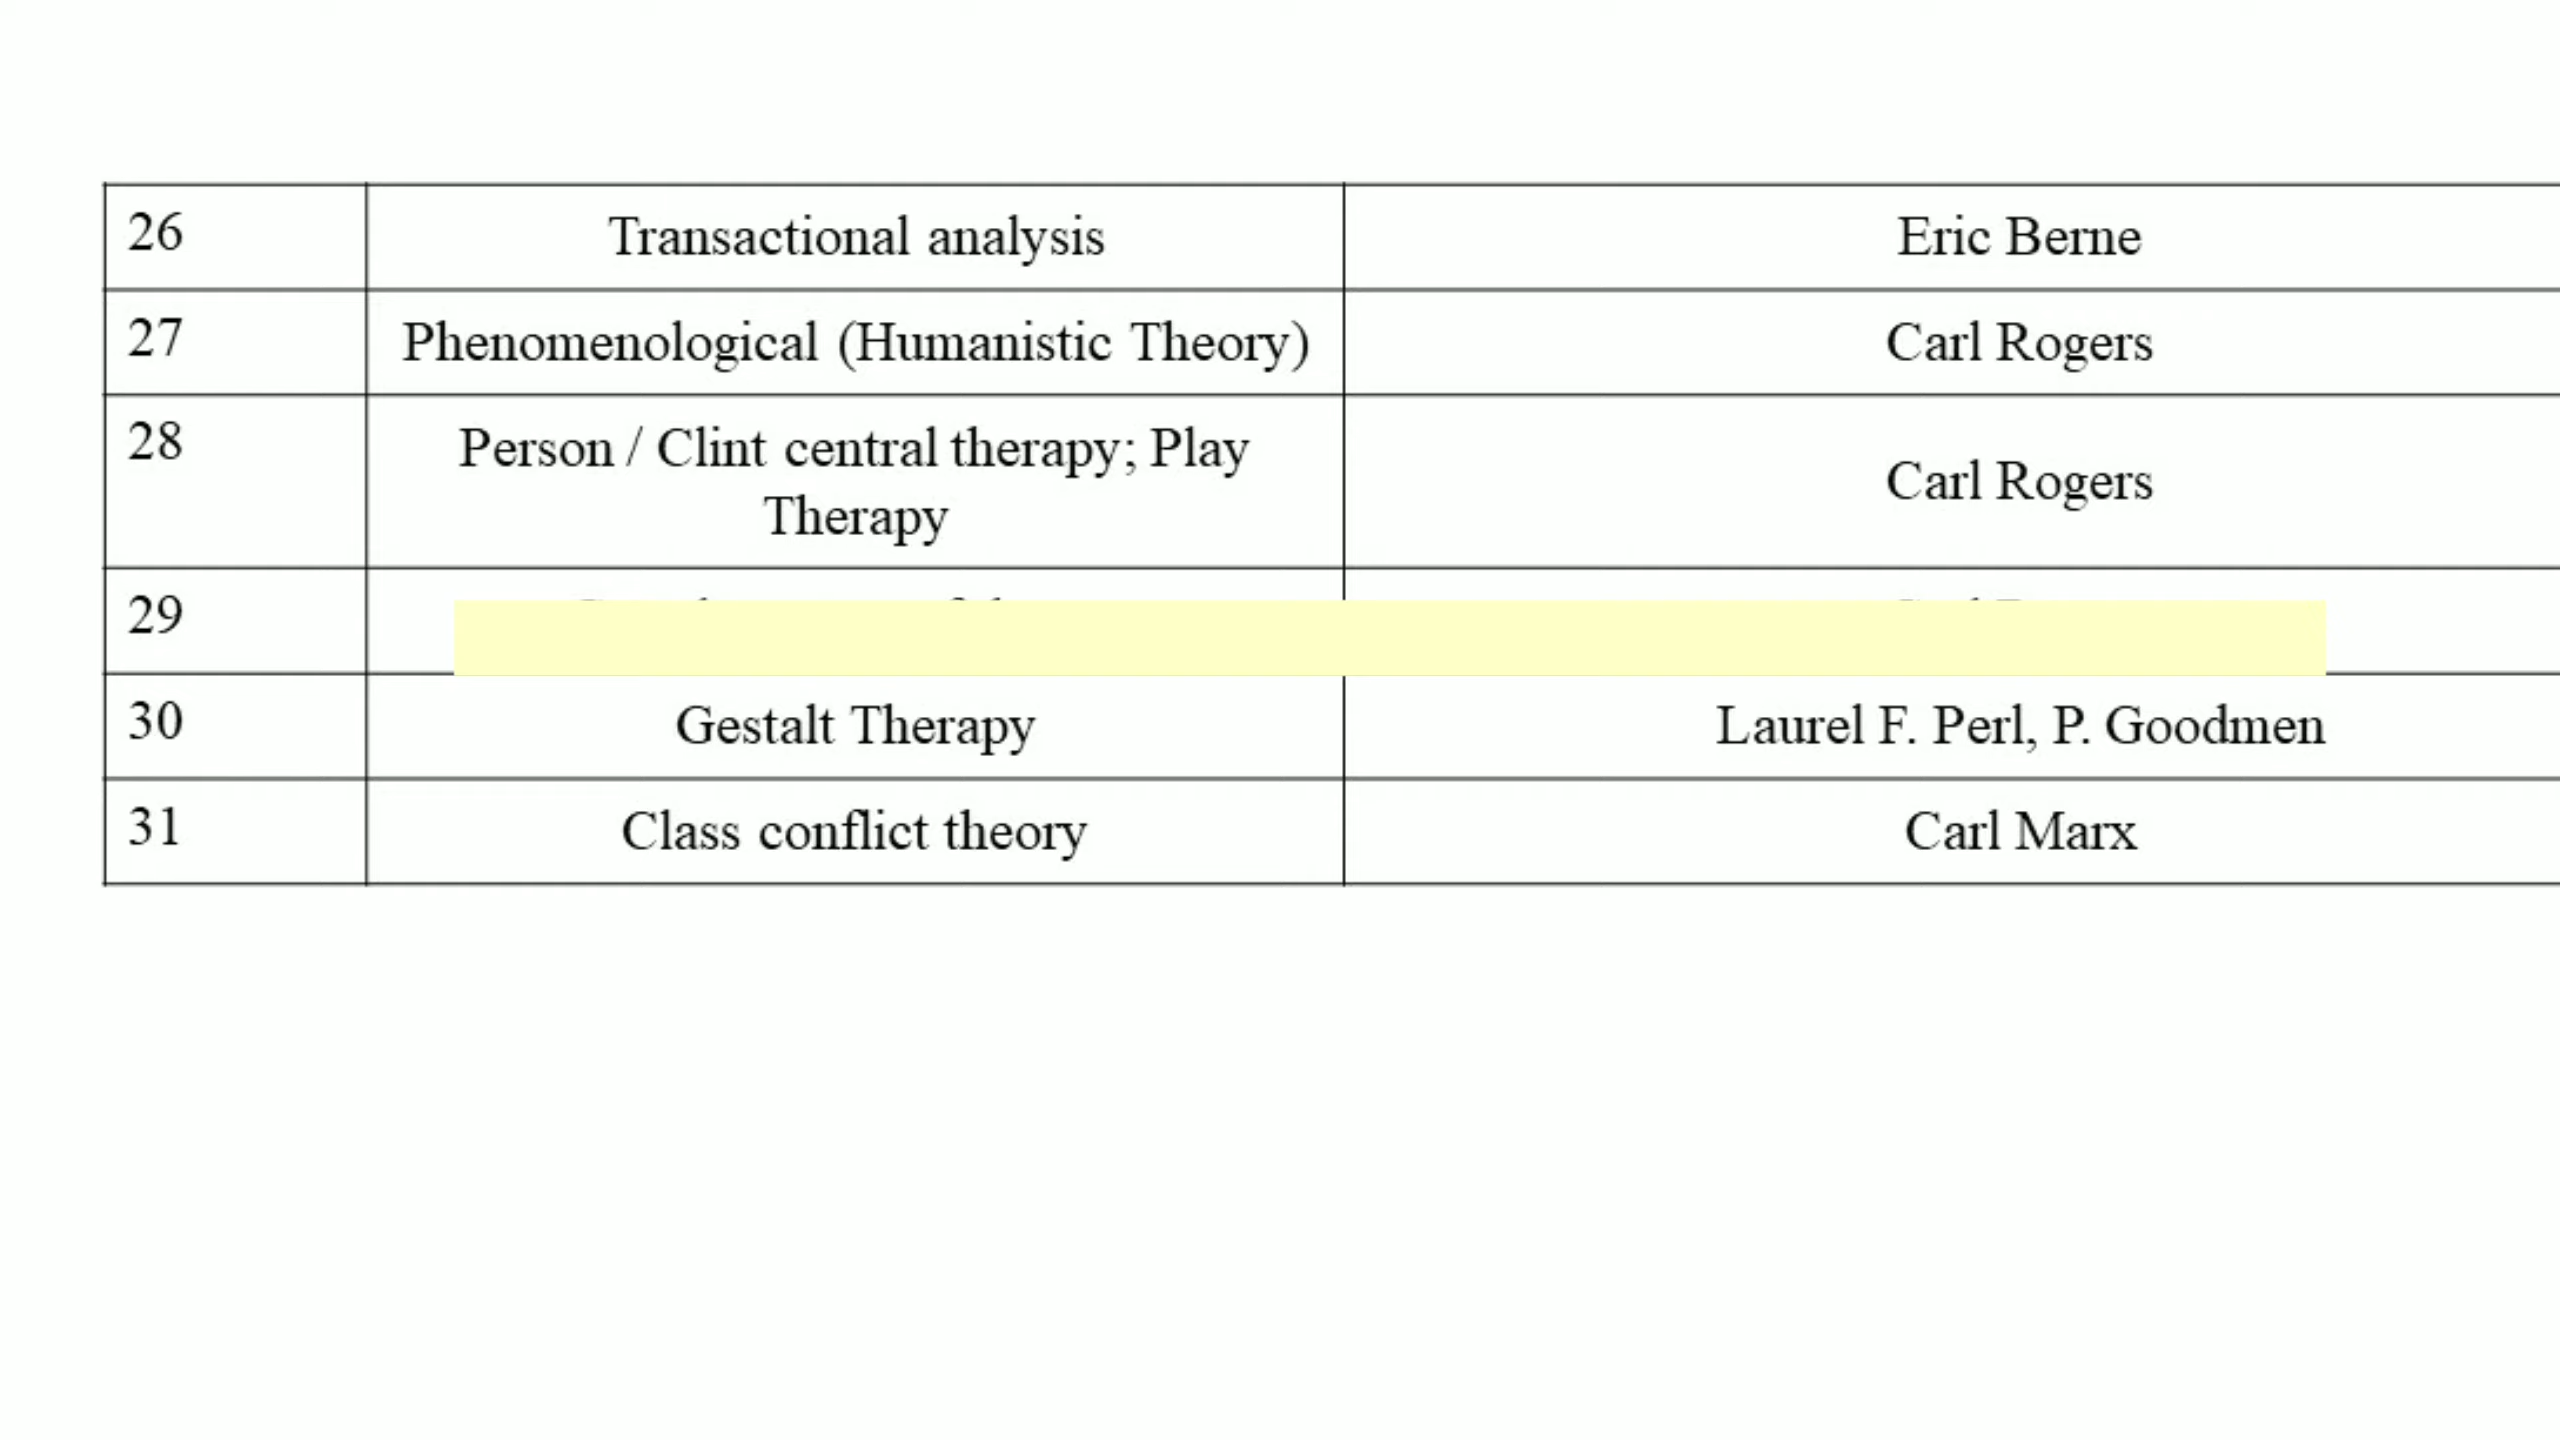 26 Transactional analysis Eric Berne
27 Phenomenological (Humanistic Theory) Carl Rogers
28 Person / Clint central therapy; Play
Therapy Carl Rogers
29
30 Gestalt Therapy Laurel F. Perl, P. Goodmen
31 Class conflict theory Carl Marx